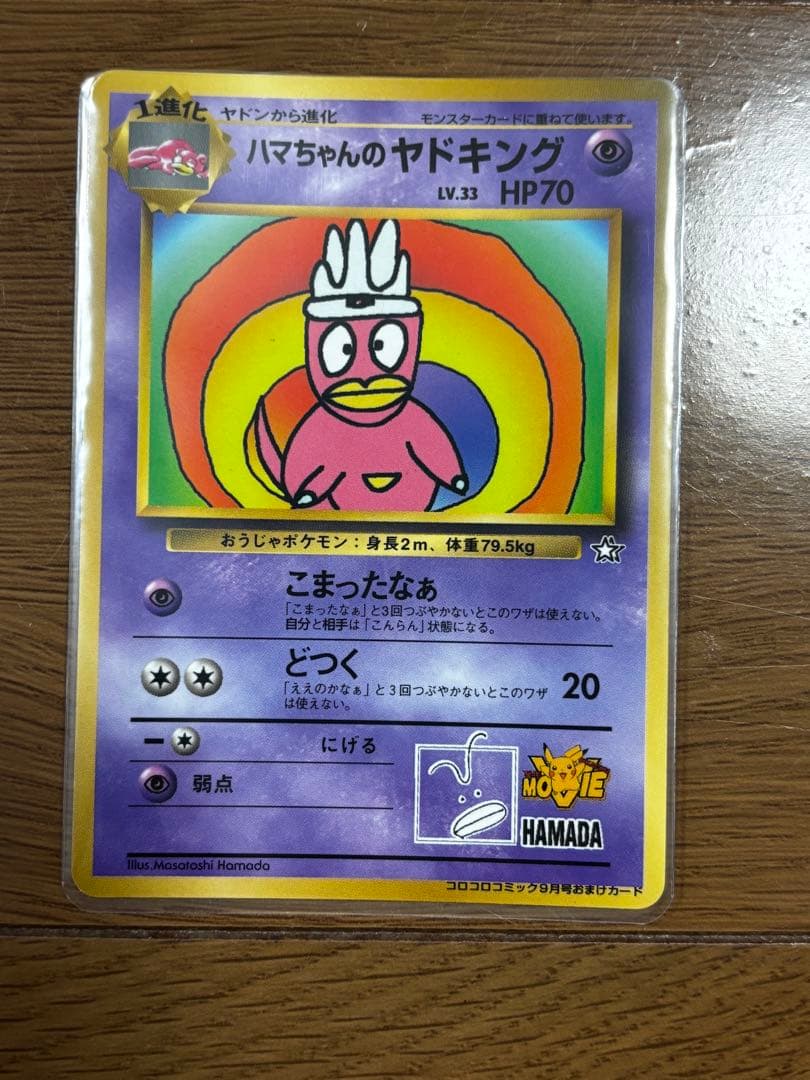 1進化
ヤドンから進化
モンスターカードに重ねて使います。
ハマちゃんのヤドキング
LV.33 HP70
おうじゃポケモン：身長2m、体重79.5kg
こまったなぁ
「こまったなぁ」と3回つぶやかないとこのワザは使えない。
自分と相手は「こんらん」状態になる。
どつく
「ええのかなぁ」と3回つぶやかないとこのワザ
は使えない。
20
にげる
弱点
MOVIE
HAMADA
Illus.Masatoshi Hamada
コロコロコミック9月号おまけカード